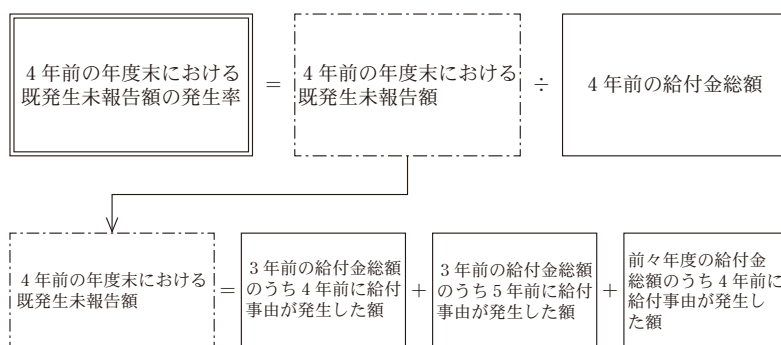 ４年前の年度末における
既発生未報告額の発生率
＝
４年前の年度末における
既発生未報告額
÷
４年前の給付金総額
４年前の年度末における
既発生未報告額
＝
３年前の給付金総額
のうち４年前に給付
事由が発生した額
＋
３年前の給付金総額
のうち５年前に給付
事由が発生した額
＋
前々年度の給付金
総額のうち４年前に
給付事由が発生し
た額